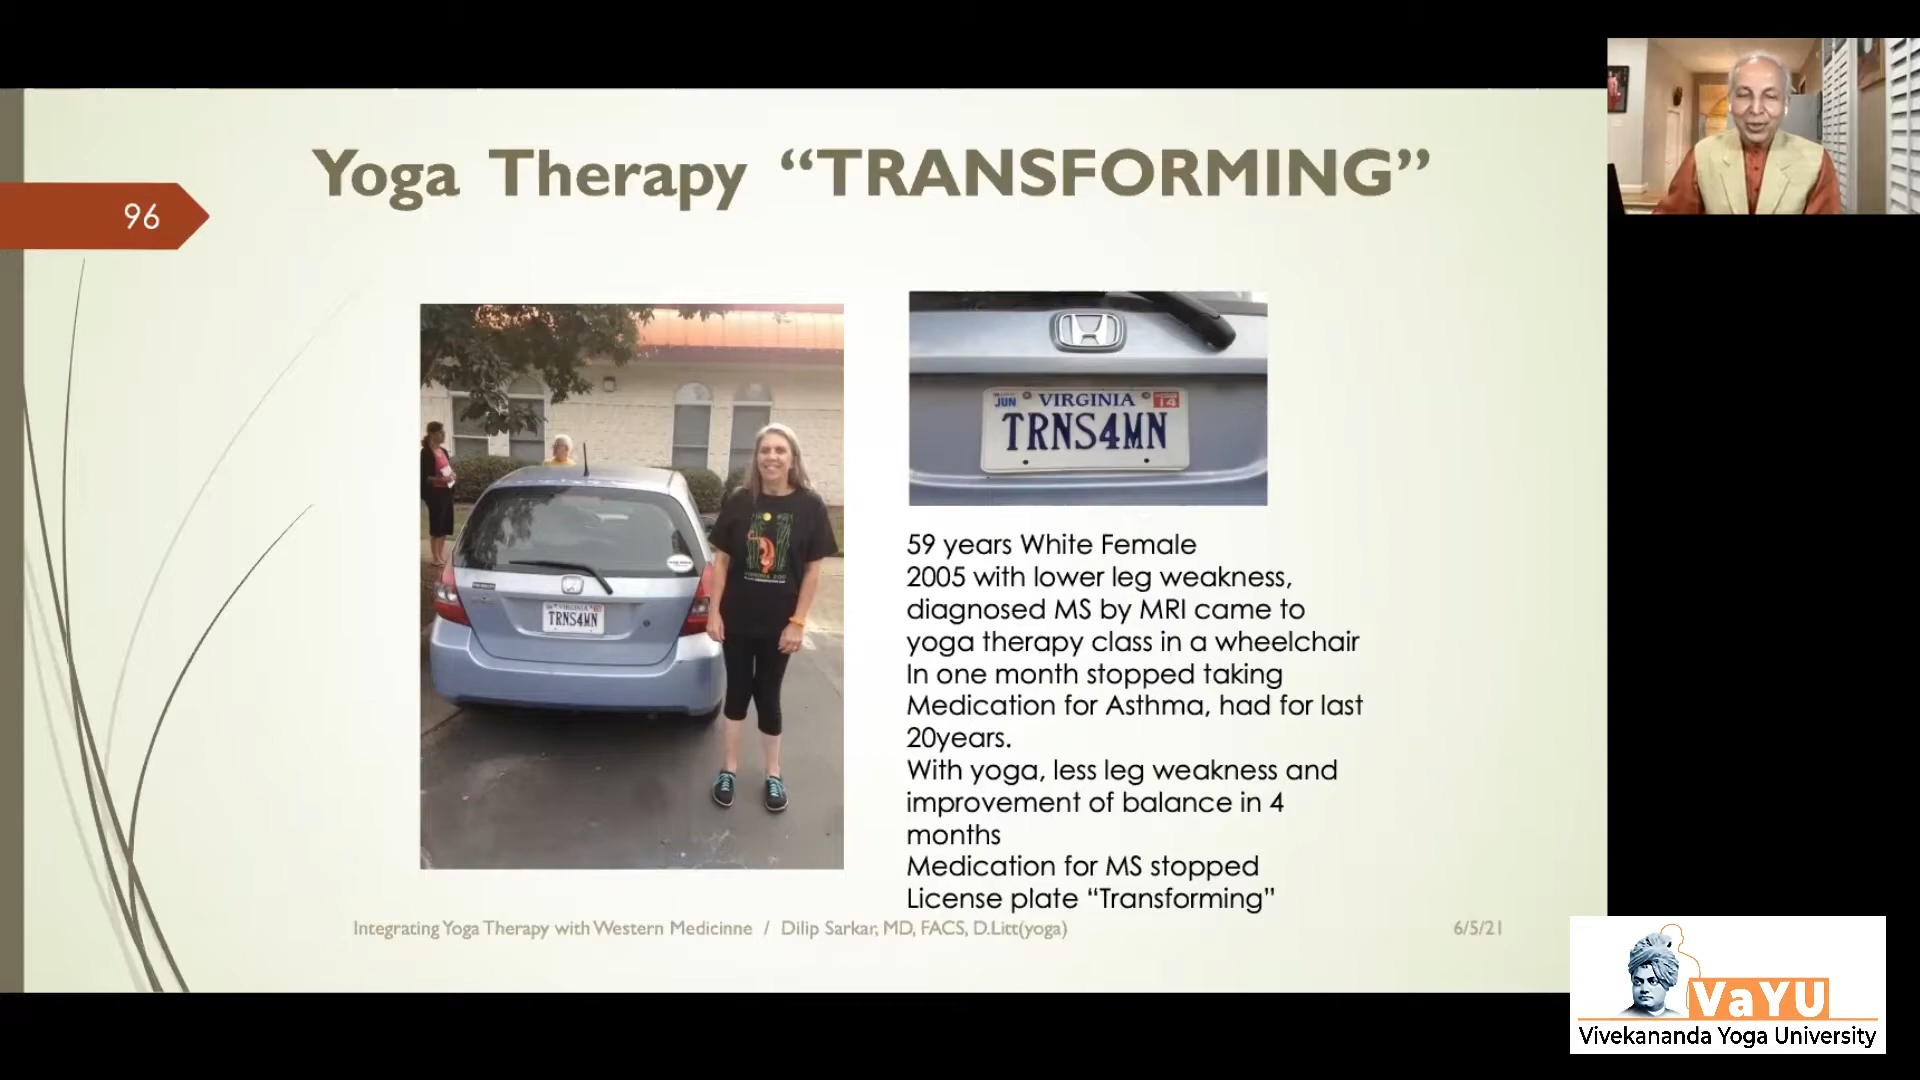 Yoga Therapy “TRANSFORMING”
96
JUN VIRGINIA 14
TRNS4MN
VIRGINIA
TRNS4MN
59 years White Female
2005 with lower leg weakness,
diagnosed MS by MRI came to
yoga therapy class in a wheelchair
In one month stopped taking
Medication for Asthma, had for last
20years.
With yoga, less leg weakness and
improvement of balance in 4
months
Medication for MS stopped
License plate “Transforming”
Integrating Yoga Therapy with Western Medicinne / Dilip Sarkar, MD, FACS, D.Litt(yoga)
6/5/21
VaYU
Vivekananda Yoga University